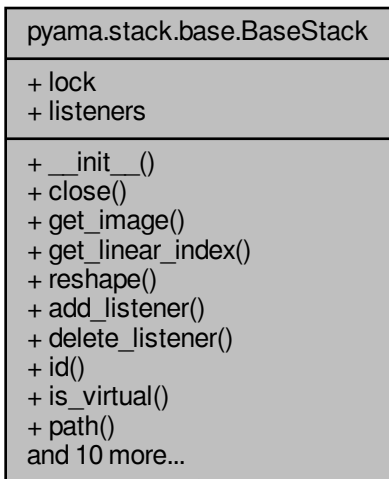 pyama.stack.base.BaseStack
+ lock
+ listeners
+ __init__()
+ close()
+ get_image()
+ get_linear_index()
+ reshape()
+ add_listener()
+ delete_listener()
+ id()
+ is_virtual()
+ path()
and 10 more...